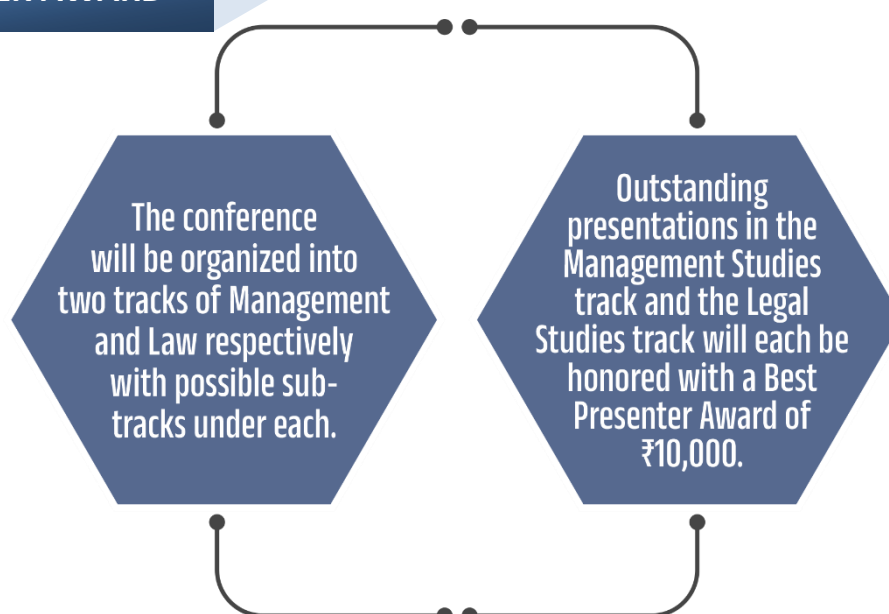 The conference
will be organized into
two tracks of Management
and Law respectively
with possible sub-
tracks under each.
Outstanding
presentations in the
Management Studies
track and the Legal
Studies track will each be
honored with a Best
Presenter Award of
₹10,000.